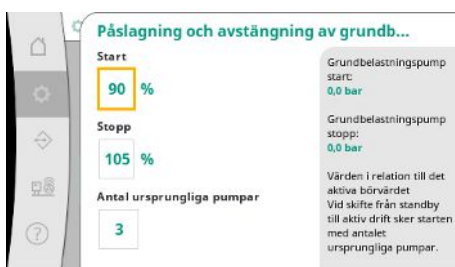 Påslagning och avstängning av grundb...
Start
90 %
Stopp
105 %
Antal ursprungliga pumpar
3
Grundbelastningspump
start:
0,0 bar
Grundbelastningspump
stopp:
0,0 bar
Värden i relation till det
aktiva börvärdet
Vid skifte från standby
till aktiv drift sker starten
med antalet
ursprungliga pumpar.